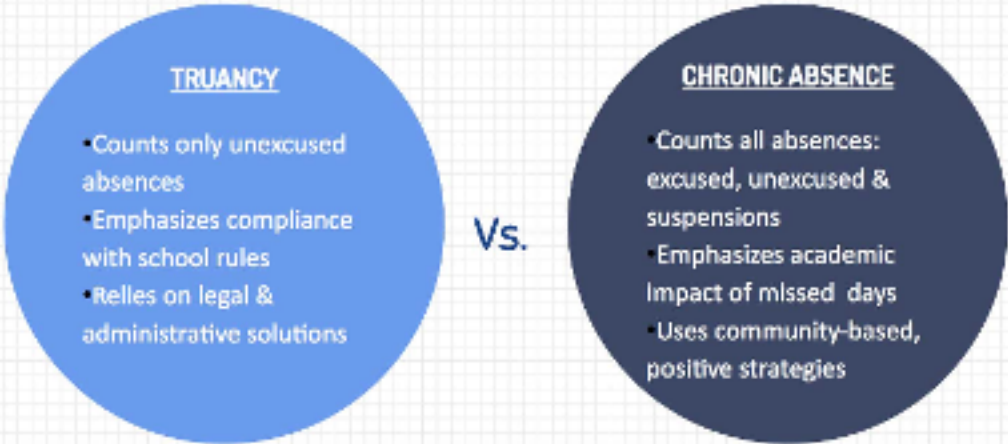 TRUANCY
•Counts only unexcused
absences
•Emphasizes compliance
with school rules
•Relies on legal &
administrative solutions
Vs.
CHRONIC ABSENCE
•Counts all absences:
excused, unexcused &
suspensions
•Emphasizes academic
impact of missed days
•Uses community-based,
positive strategies